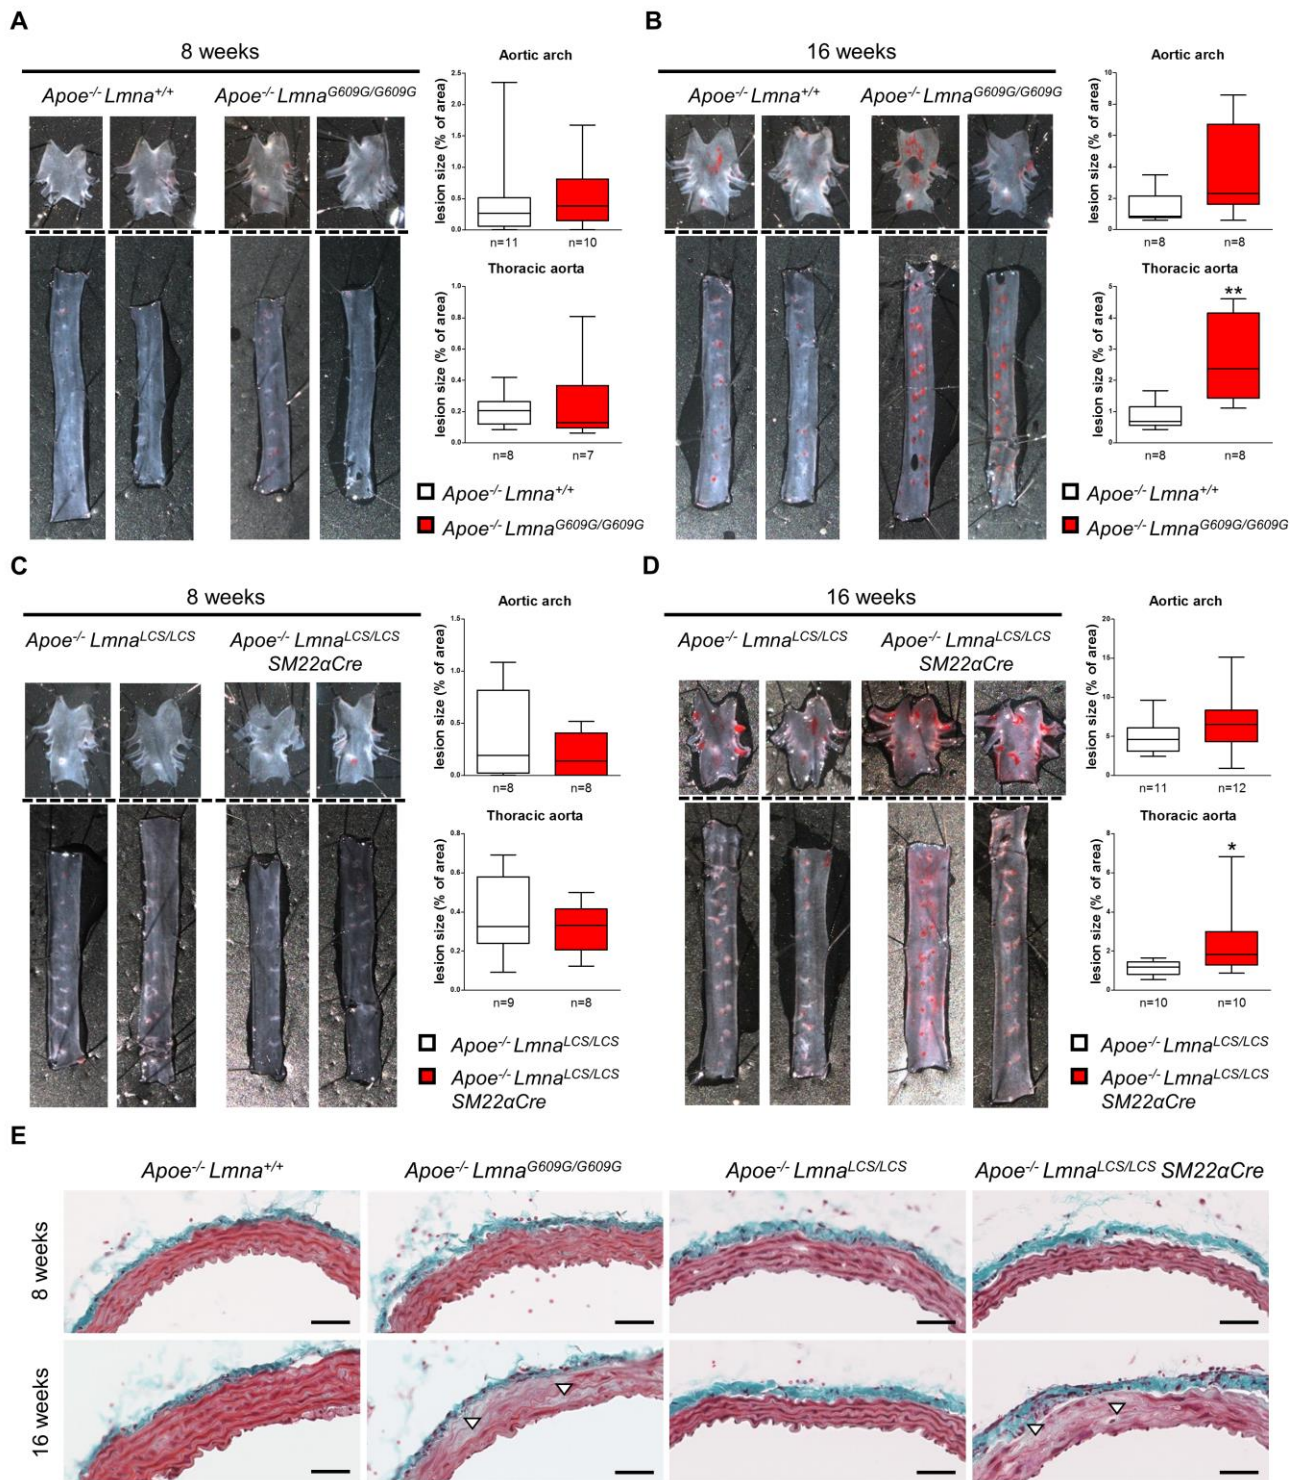 A
8 weeks
Apoe-/- Lmna+/+
Apoe-/- LmnaG609G/G609G
Aortic arch
lesion size (% of area)
2.5
2.0
1.5
1.0
0.5
0.0
n=11
n=10
Thoracic aorta
lesion size (% of area)
1.0
0.8
0.6
0.4
0.2
0.0
n=8
n=7
Apoe-/- Lmna+/+
Apoe-/- LmnaG609G/G609G
B
16 weeks
Apoe-/- Lmna+/+
Apoe-/- LmnaG609G/G609G
Aortic arch
lesion size (% of area)
10
8
6
4
2
0
n=8
n=8
Thoracic aorta
lesion size (% of area)
5
4
3
2
1
0
**
n=8
n=8
Apoe-/- Lmna+/+
Apoe-/- LmnaG609G/G609G
C
8 weeks
Apoe-/- LmnaLCS/LCS
Apoe-/- LmnaLCS/LCS
SM22αCre
Aortic arch
lesion size (% of area)
1.5
1.0
0.5
0.0
n=8
n=8
Thoracic aorta
lesion size (% of area)
0.8
0.6
0.4
0.2
0.0
n=9
n=8
Apoe-/- LmnaLCS/LCS
Apoe-/- LmnaLCS/LCS
SM22αCre
D
16 weeks
Apoe-/- LmnaLCS/LCS
Apoe-/- LmnaLCS/LCS
SM22αCre
Aortic arch
lesion size (% of area)
20
15
10
5
0
n=11
n=12
Thoracic aorta
lesion size (% of area)
8
6
4
2
0
*
n=10
n=10
Apoe-/- LmnaLCS/LCS
Apoe-/- LmnaLCS/LCS
SM22αCre
E
Apoe-/- Lmna+/+
Apoe-/- LmnaG609G/G609G
Apoe-/- LmnaLCS/LCS
Apoe-/- LmnaLCS/LCS SM22αCre
8 weeks
16 weeks